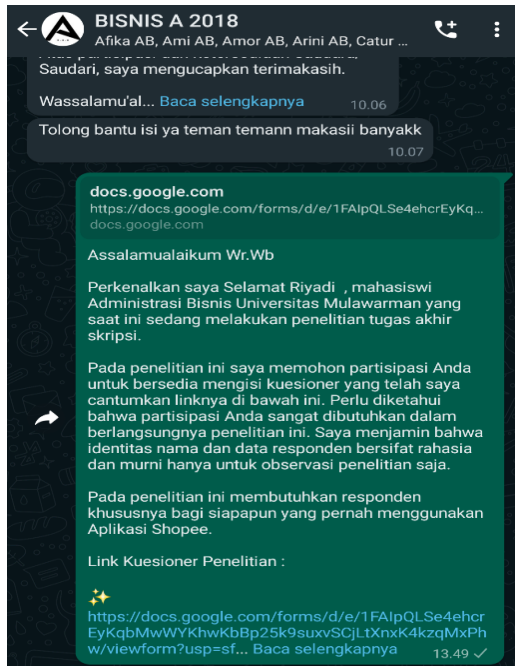 BISNIS A 2018
Afika AB, Ami AB, Amor AB, Arini AB, Catur ...
Saudari, saya mengucapkan terimakasih.
Wassalamu'al... Baca selengkapnya 10.06
Tolong bantu isi ya teman temann makasii banyakk
10.07
docs.google.com
https://docs.google.com/forms/d/e/1FAIpQLSe4ehcrEyKq...
docs.google.com
Assalamualaikum Wr.Wb
Perkenalkan saya Selamat Riyadi , mahasiswi
Administrasi Bisnis Universitas Mulawarman yang
saat ini sedang melakukan penelitian tugas akhir
skripsi.
Pada penelitian ini saya memohon partisipasi Anda
untuk bersedia mengisi kuesioner yang telah saya
cantumkan linknya di bawah ini. Perlu diketahui
bahwa partisipasi Anda sangat dibutuhkan dalam
berlangsungnya penelitian ini. Saya menjamin bahwa
identitas nama dan data responden bersifat rahasia
dan murni hanya untuk observasi penelitian saja.
Pada penelitian ini membutuhkan responden
khususnya bagi siapapun yang pernah menggunakan
Aplikasi Shopee.
Link Kuesioner Penelitian :
✨
https://docs.google.com/forms/d/e/1FAIpQLSe4ehcr
EyKqbMwWYKhwKbBp25k9suxvSCjLtXnxK4kzqMxPh
w/viewform?usp=sf... Baca selengkapnya 13.49